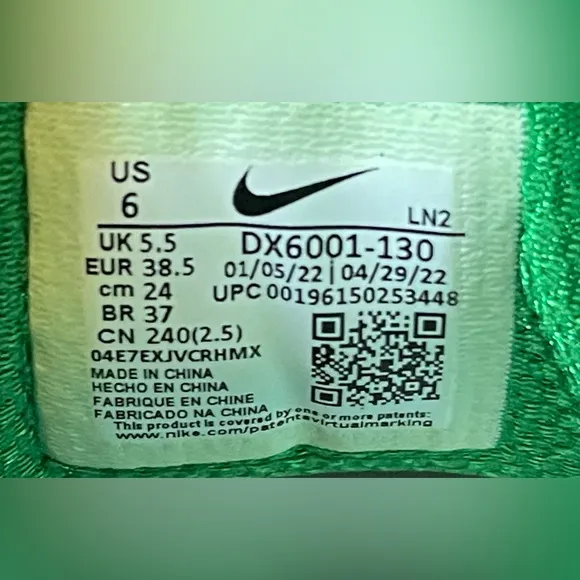 US
6
LN2
UK 5.5
EUR 38.5
cm 24
BR 37
CN 240(2.5)
DX6001-130
01/05/22 | 04/29/22
UPC 00196150253448
04E7EXJVCRHMX
MADE IN CHINA
HECHO EN CHINA
FABRIQUE EN CHINE
FABRICADO NA CHINA
This product is covered by one or more patents:
www.nike.com/patentsvirtualmarking